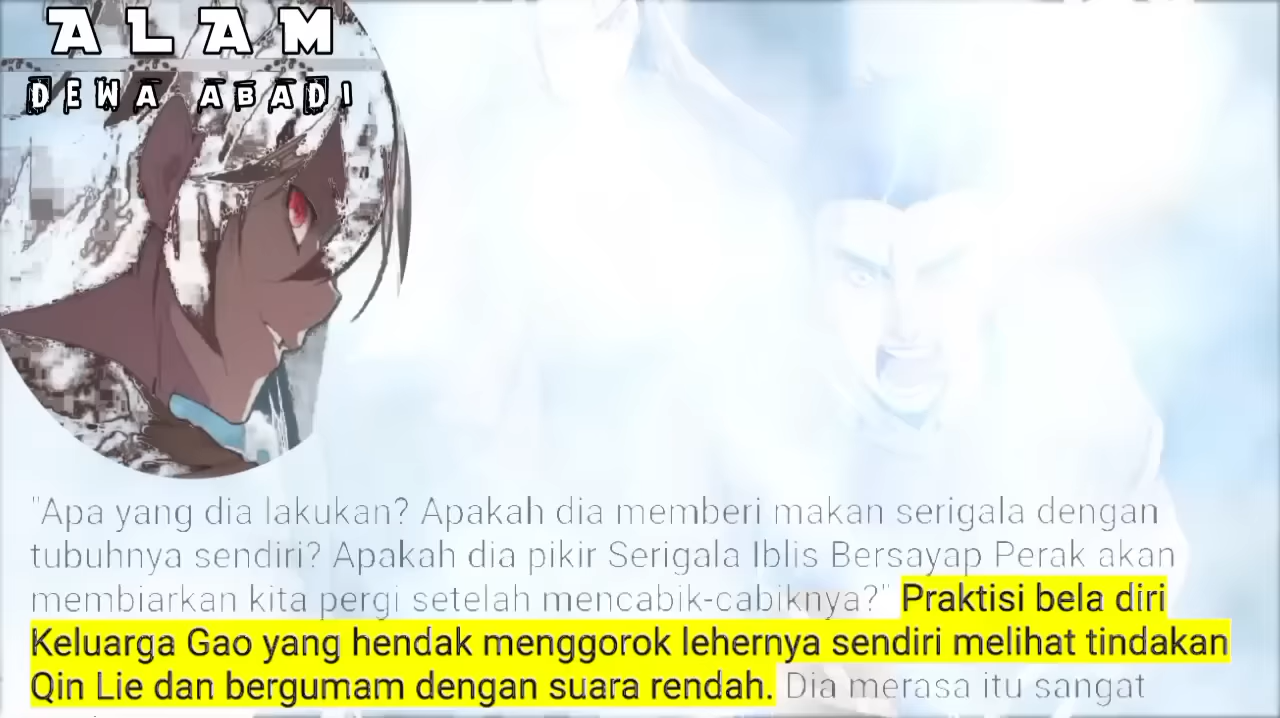 ALAM
DEWA ABADI
"Apa yang dia lakukan? Apakah dia memberi makan serigala dengan
tubuhnya sendiri? Apakah dia pikir Serigala Iblis Bersayap Perak akan
membiarkan kita pergi setelah mencabik-cabiknya?" Praktisi bela diri
Keluarga Gao yang hendak menggorok lehernya sendiri melihat tindakan
Qin Lie dan bergumam dengan suara rendah. Dia merasa itu sangat